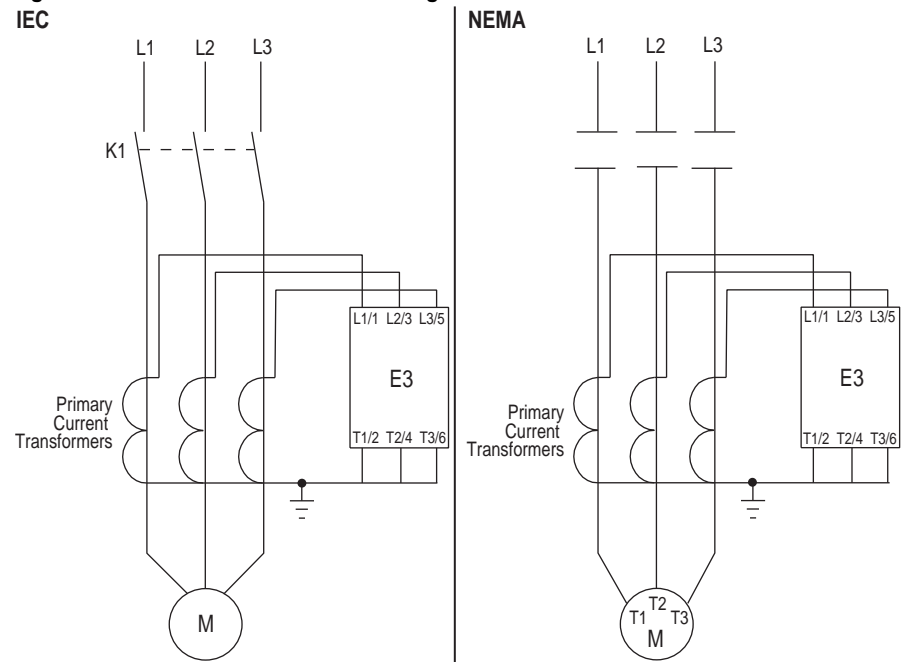 IEC
L1 L2 L3
K1
L1/1 L2/3 L3/5
E3
Primary
Current
Transformers
T1/2 T2/4 T3/6
M
NEMA
L1 L2 L3
L1/1 L2/3 L3/5
E3
Primary
Current
Transformers
T1/2 T2/4 T3/6
T1 T2 T3
M